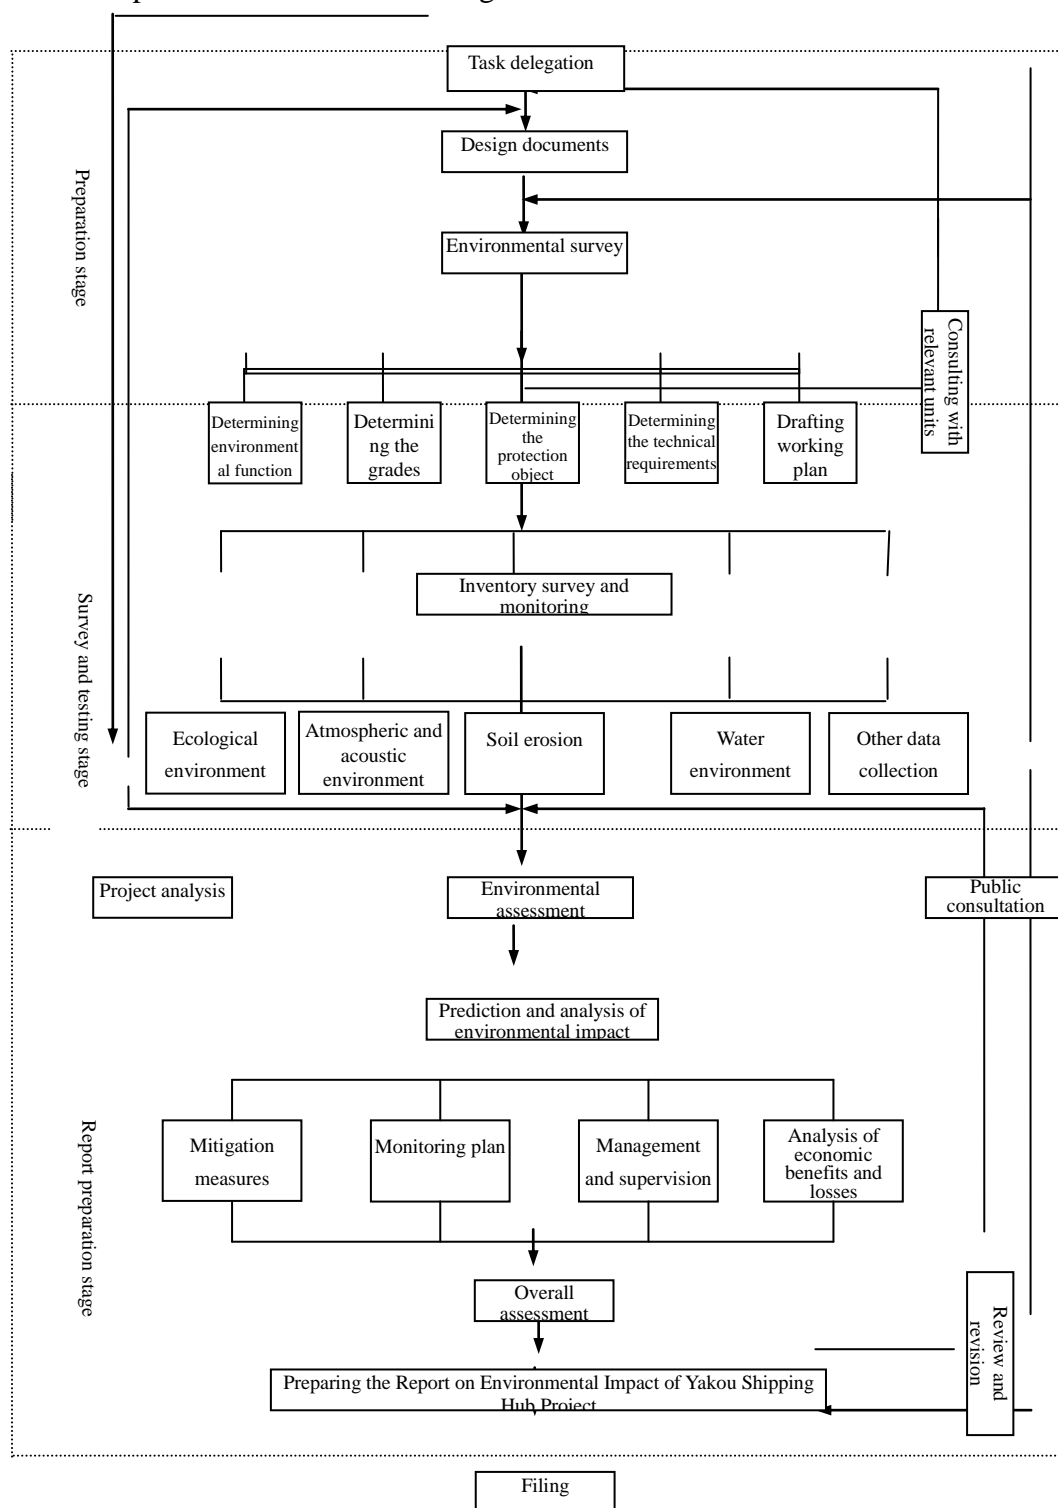 Task delegation
Design documents
Preparation stage
Environmental survey
Consulting with
relevant units
Determining
environment
al function
Determini
ng the
grades
Determining
the
protection
object
Determining
the technical
requirements
Drafting
working
plan
Inventory survey and
monitoring
Survey and testing stage
Ecological
environment
Atmospheric and
acoustic
environment
Soil erosion
Water
environment
Other data
collection
Project analysis
Environmental
assessment
Public
consultation
Prediction and analysis of
environmental impact
Report preparation stage
Mitigation
measures
Monitoring plan
Management
and supervision
Analysis of
economic
benefits and
losses
Overall
assessment
Review and
revision
Preparing the Report on Environmental Impact of Yakou Shipping
Hub Project
Filing